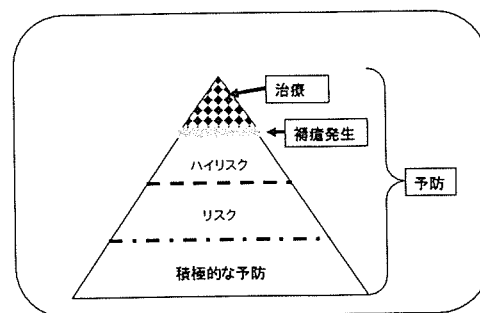 治療
褥瘡発生
ハイリスク
予防
リスク
積極的な予防